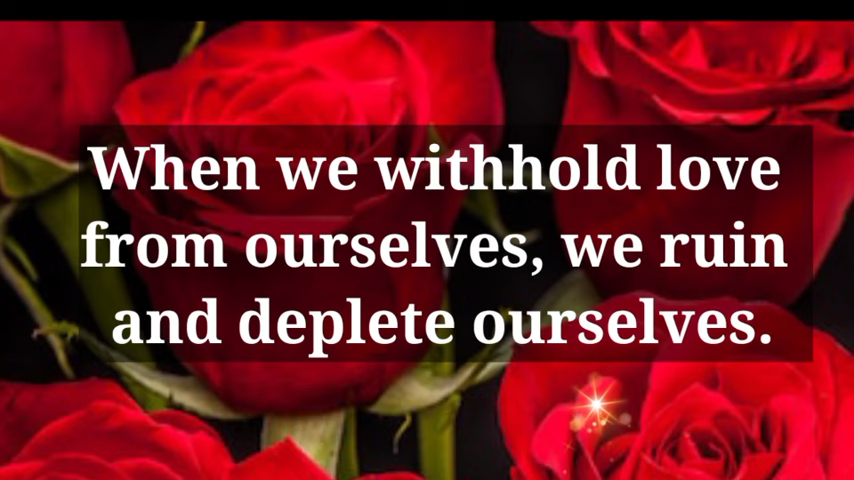 When we withhold love
from ourselves, we ruin
and deplete ourselves.